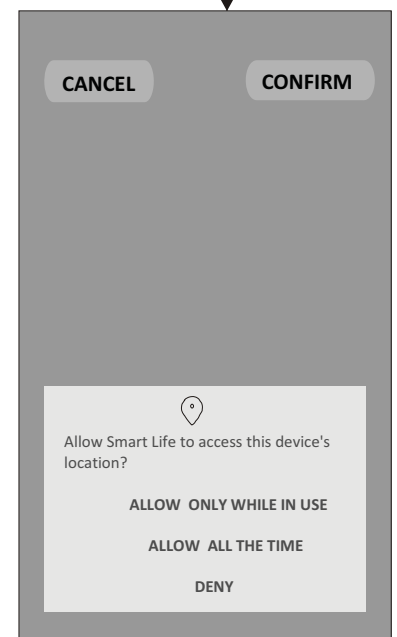 CANCEL
CONFIRM
Allow Smart Life to access this device's
location?
ALLOW ONLY WHILE IN USE
ALLOW ALL THE TIME
DENY